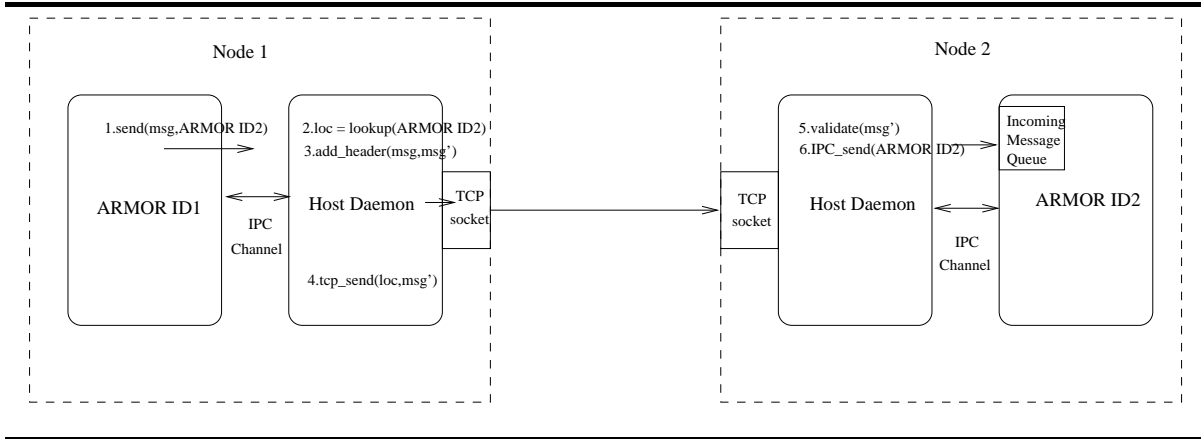 Node 1
1.send(msg,ARMOR ID2)
ARMOR ID1
IPC
Channel
2.loc = lookup(ARMOR ID2)
3.add_header(msg,msg’)
Host Daemon
4.tcp_send(loc,msg’)
TCP
socket
Node 2
TCP
socket
5.validate(msg’)
6.IPC_send(ARMOR ID2)
Host Daemon
IPC
Channel
Incoming
Message
Queue
ARMOR ID2